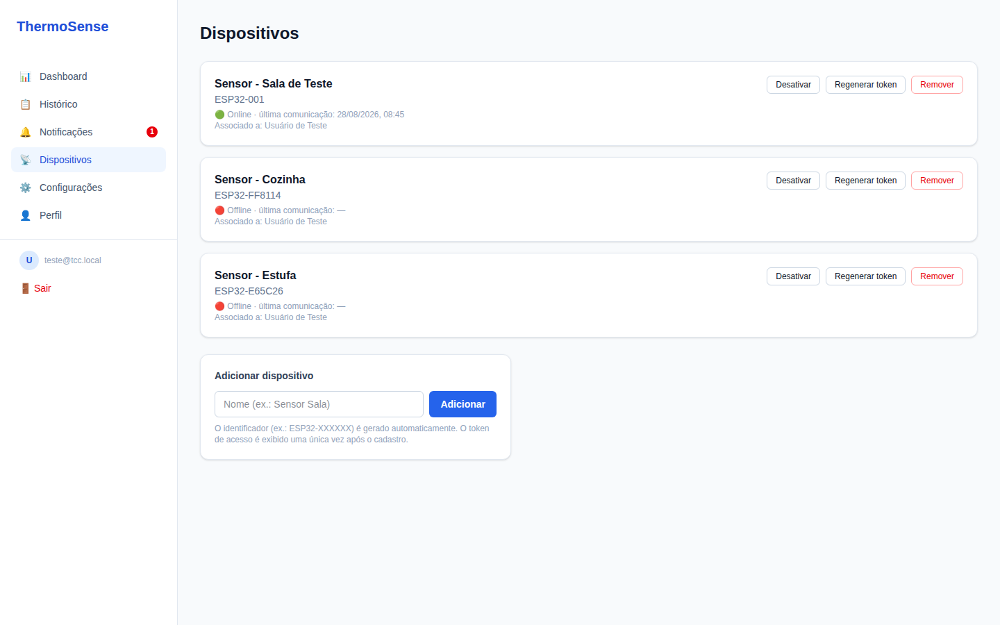 ThermoSense
Dashboard
Histórico
Notificações 1
Dispositivos
Configurações
Perfil
U teste@tcc.local
Sair
Dispositivos
Sensor - Sala de Teste
ESP32-001
Online · última comunicação: 28/08/2026, 08:45
Associado a: Usuário de Teste
Desativar Regenerar token Remover
Sensor - Cozinha
ESP32-FF8114
Offline · última comunicação: —
Associado a: Usuário de Teste
Desativar Regenerar token Remover
Sensor - Estufa
ESP32-E65C26
Offline · última comunicação: —
Associado a: Usuário de Teste
Desativar Regenerar token Remover
Adicionar dispositivo
Nome (ex.: Sensor Sala) Adicionar
O identificador (ex.: ESP32-XXXXXX) é gerado automaticamente. O token
de acesso é exibido uma única vez após o cadastro.